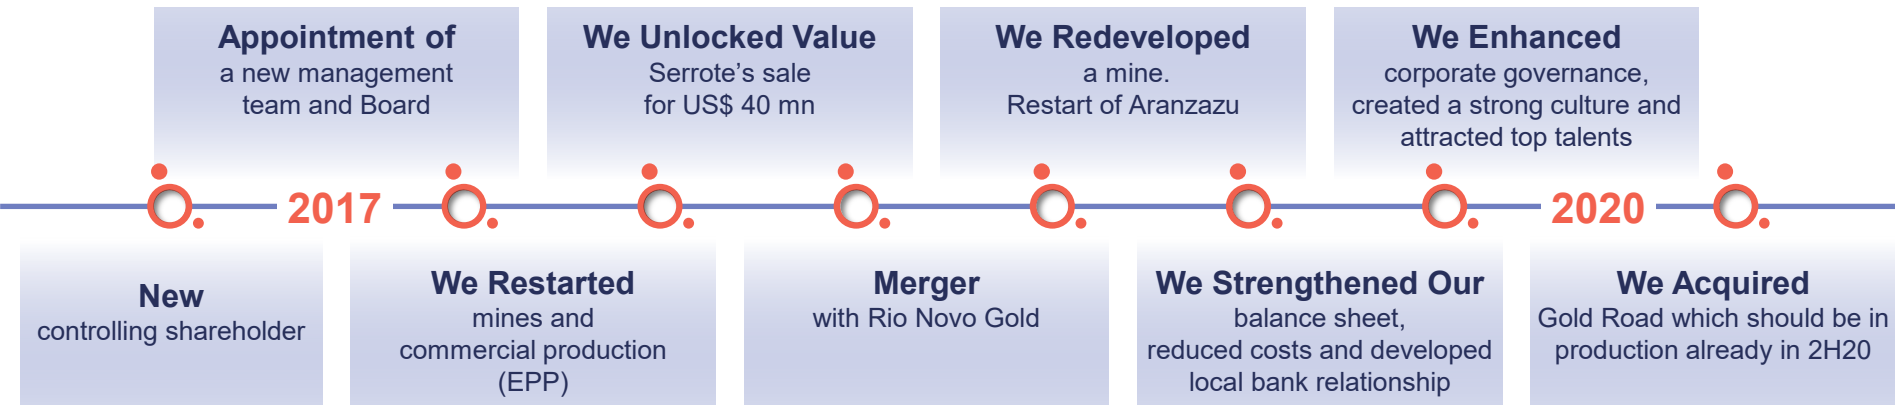 Appointment of
a new management
team and Board
We Unlocked Value
Serrote’s sale
for US$ 40 mn
We Redeveloped
a mine.
Restart of Aranzazu
We Enhanced
corporate governance,
created a strong culture and
attracted top talents
2017
2020
New
controlling shareholder
We Restarted
mines and
commercial production
(EPP)
Merger
with Rio Novo Gold
We Strengthened Our
balance sheet,
reduced costs and developed
local bank relationship
We Acquired
Gold Road which should be in
production already in 2H20